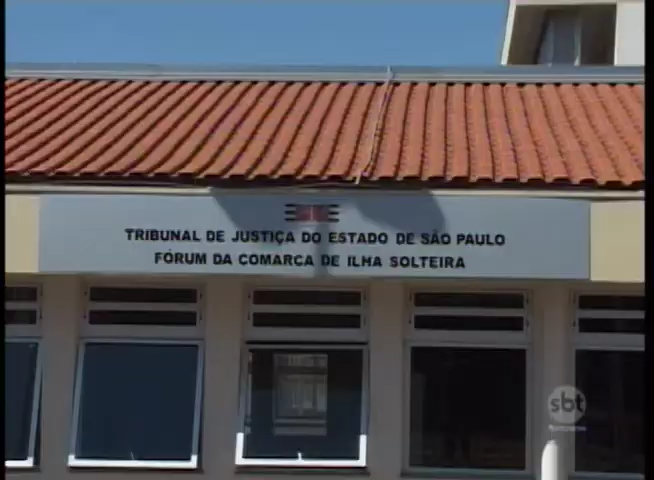 TRIBUNAL DE JUSTIÇA DO ESTADO DE SÃO PAULO
FÓRUM DA COMARCA DE ILHA SOLTEIRA
sbt